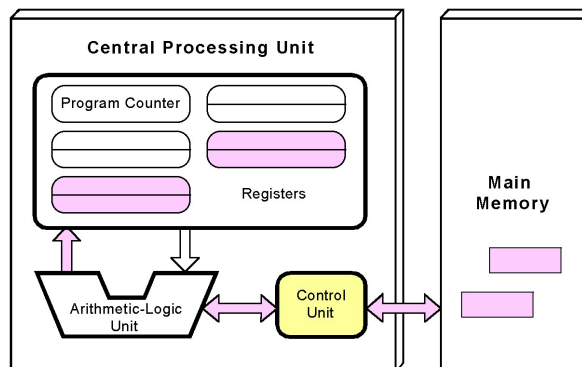 Central Processing Unit
Program Counter
Registers
Main
Memory
Arithmetic-Logic
Unit
Control
Unit